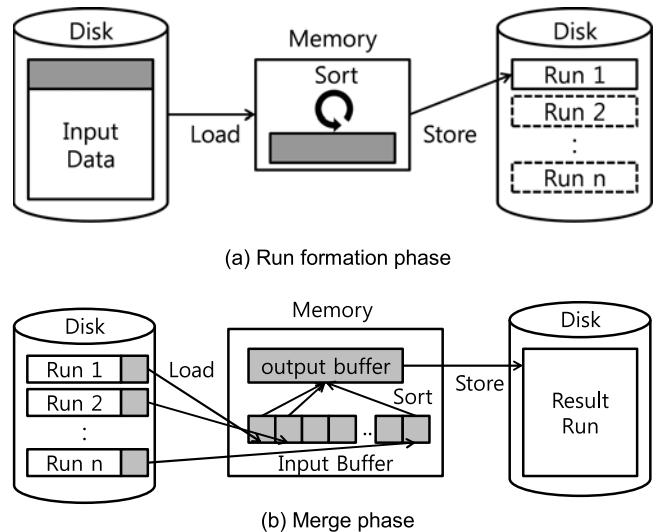 Disk
Input
Data
Load
Memory
Sort
Store
Disk
Run 1
Run 2
:
Run n
(a) Run formation phase
Disk
Run 1
Run 2
:
Run n
Load
Memory
output buffer
Sort
..
Input Buffer
Store
Disk
Result
Run
(b) Merge phase